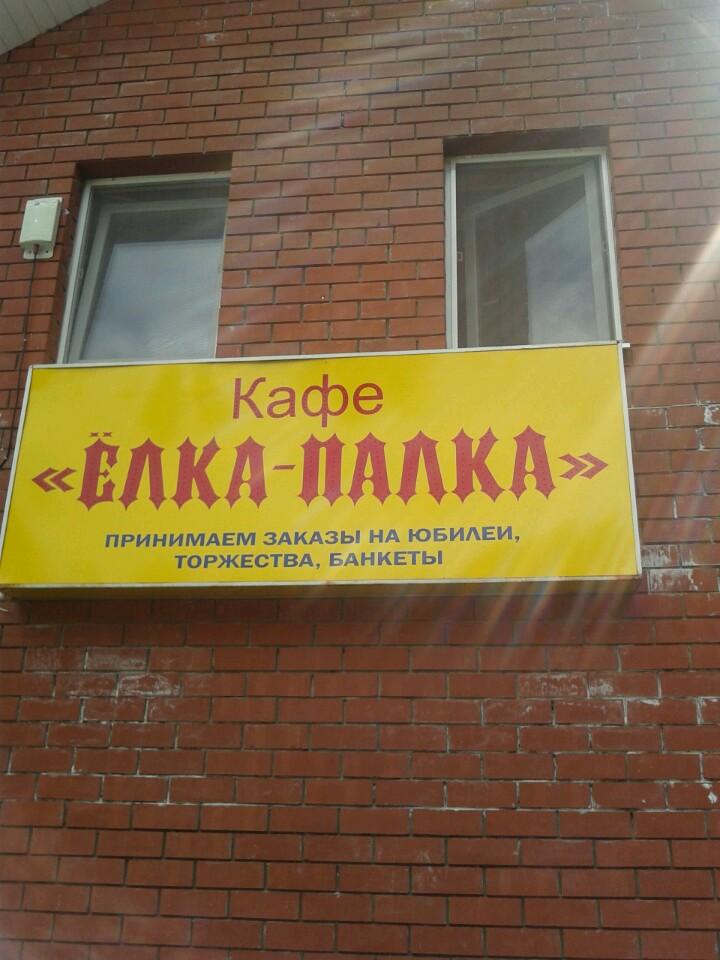 Кафе
«ЁЛКА-ПАЛКА»
ПРИНИМАЕМ ЗАКАЗЫ НА ЮБИЛЕИ,
ТОРЖЕСТВА, БАНКЕТЫ